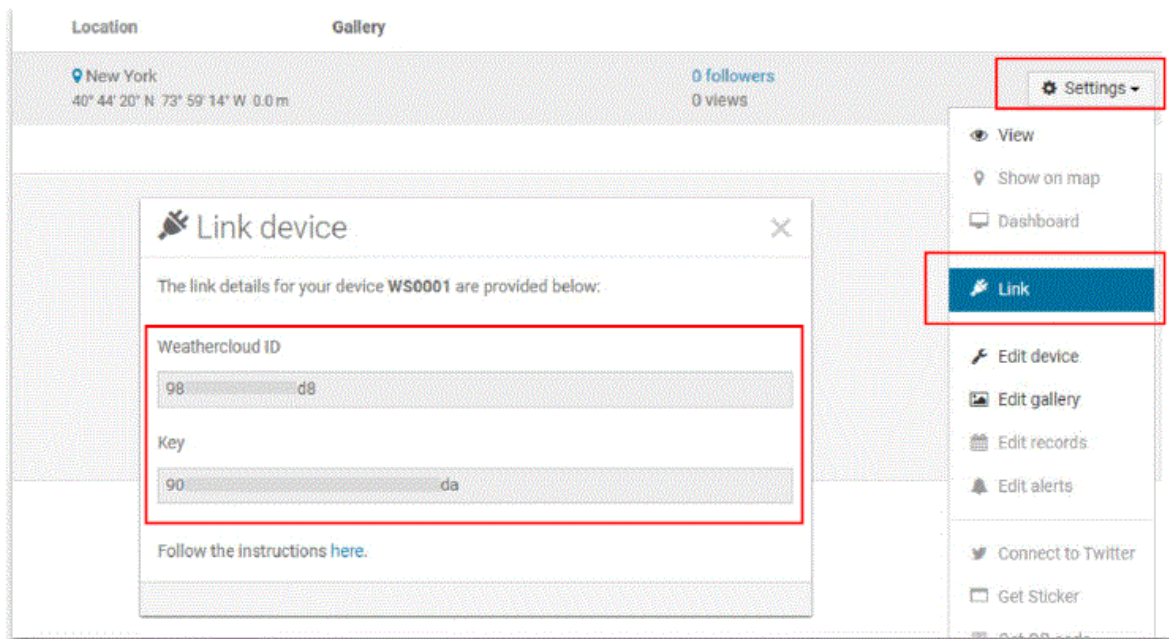 Location Gallery
New York 0 followers Settings
40° 44' 20" N 73° 59' 14" W 0.0 m 0 views
View
Show on map
Dashboard
Link device
The link details for your device WS0001 are provided below:
Link
Weathercloud ID
98 d8
Key
90 da
Follow the instructions here.
Edit device
Edit gallery
Edit records
Edit alerts
Connect to Twitter
Get Sticker